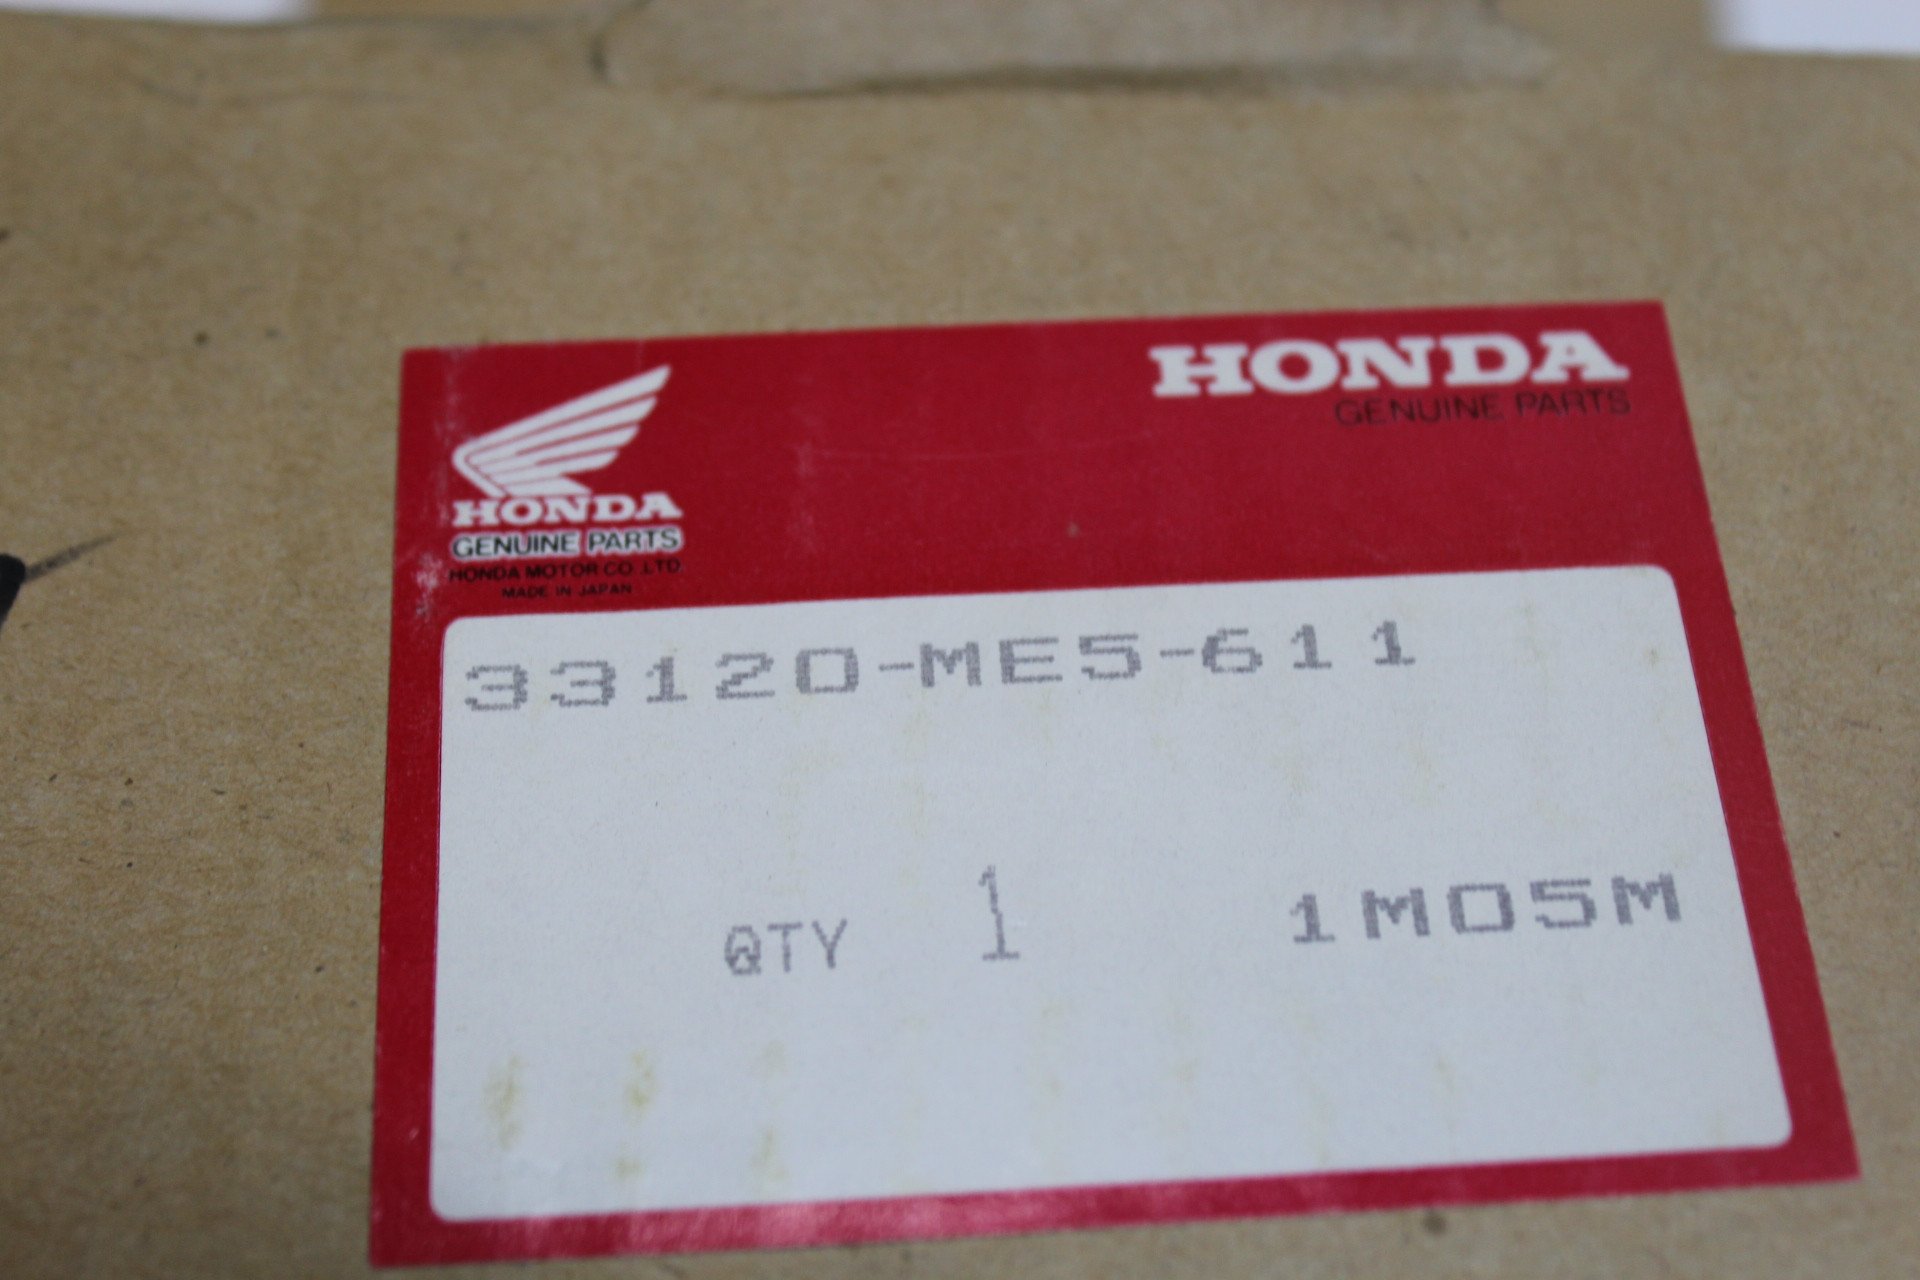 HONDA
GENUINE PARTS
HONDA
GENUINE PARTS
HONDA MOTOR CO.,LTD.
MADE IN JAPAN
33120-ME5-611
QTY 1 1M05M